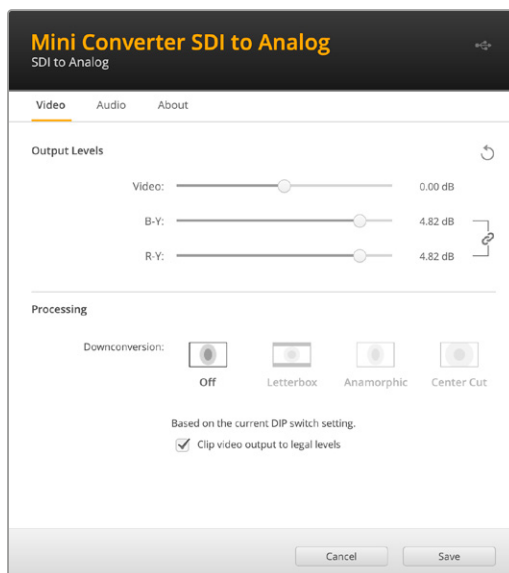 Mini Converter SDI to Analog
SDI to Analog
Video Audio About
Output Levels
Video: 0.00 dB
B-Y: 4.82 dB
R-Y: 4.82 dB
Processing
Downconversion:
Off Letterbox Anamorphic Center Cut
Based on the current DIP switch setting.
Clip video output to legal levels
Cancel Save